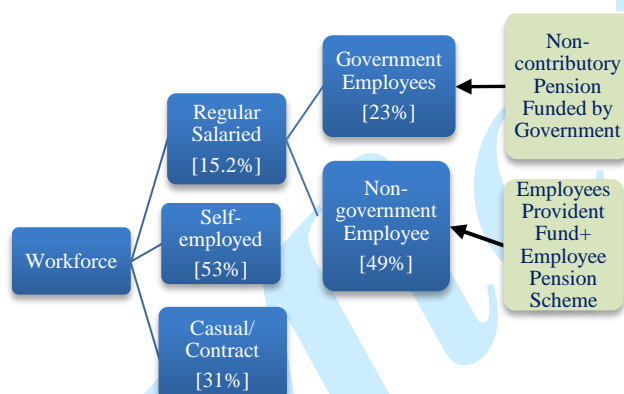 Workforce
Regular
Salaried
[15.2%]
Self-
employed
[53%]
Casual/
Contract
[31%]
Government
Employees
[23%]
Non-
government
Employee
[49%]
Non-
contributory
Pension
Funded by
Government
Employees
Provident
Fund+
Employee
Pension
Scheme